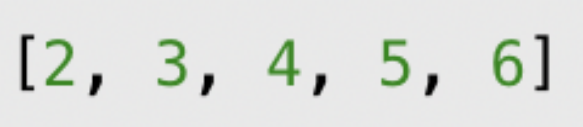 [2, 3, 4, 5, 6]